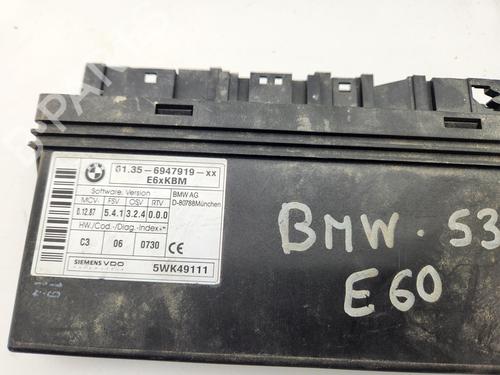 61.35-6947919-xx
E6xKBM
Software, Version
BMW AG
D-80788München
MCV FSV OSV RTV
0.12.87 5.4.1 3.2.4 0.0.0
HW./Cod.-/Diag.-Index+*
C3 06 0730 CE
SIEMENS VDO 5WK49111
BMW. S3
E60